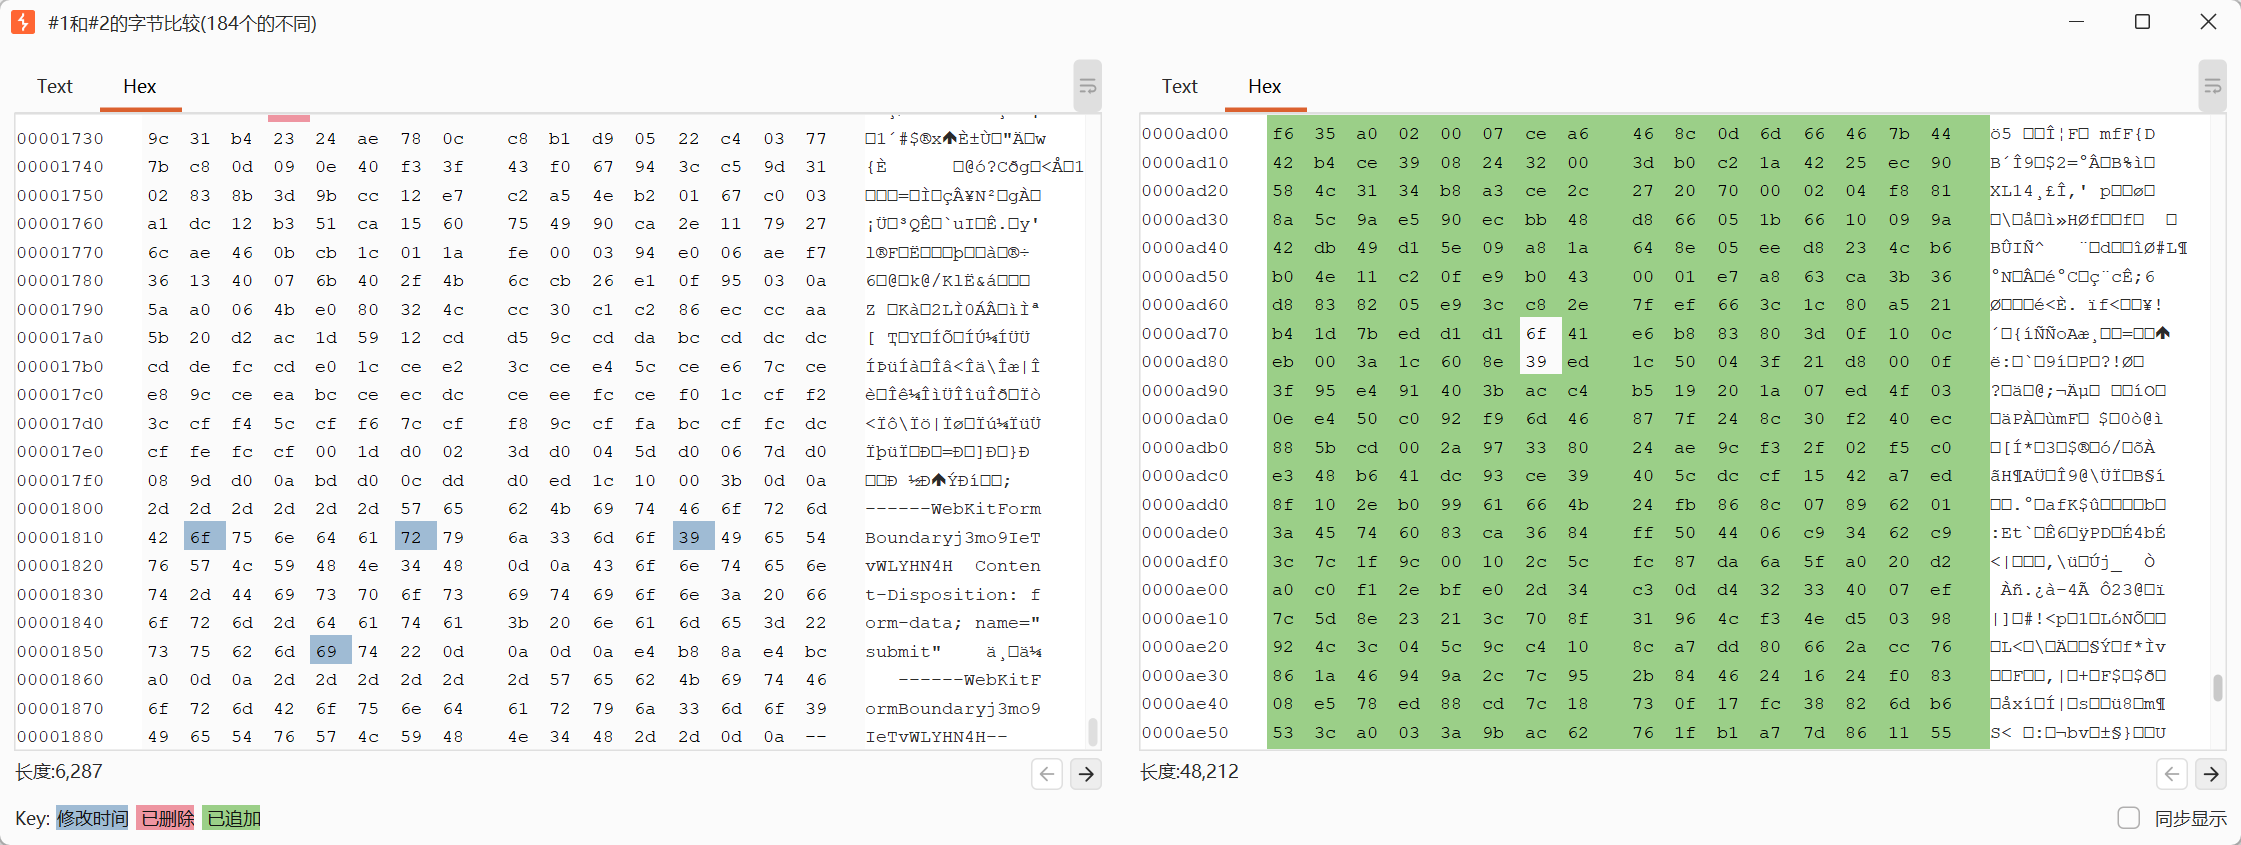 #1和#2的字节比较(184个的不同)
Text Hex
00001730 9c 31 b4 23 24 ae 78 0c c8 b1 d9 05 22 c4 03 77
00001740 7b c8 0d 09 0e 40 f3 3f 43 f0 67 94 3c c5 9d 31
00001750 02 83 8b 3d 9b cc 12 e7 c2 a5 4e b2 01 67 c0 03
00001760 a1 dc 12 b3 51 ca 15 60 75 49 90 ca 2e 11 79 27
00001770 6c ae 46 0b cb 1c 01 1a fe 00 03 94 e0 06 ae f7
00001780 36 13 40 07 6b 40 2f 4b 6c cb 26 e1 0f 95 03 0a
00001790 5a a0 06 4b e0 80 32 4c cc 30 c1 c2 86 ec cc aa
000017a0 5b 20 d2 ac 1d 59 12 cd d5 9c cd da bc cd dc dc
000017b0 cd de fc cd e0 1c ce e2 3c ce e4 5c ce e6 7c ce
000017c0 e8 9c ce ea bc ce ec dc ce ee fc ce f0 1c cf f2
000017d0 3c cf f4 5c cf f6 7c cf f8 9c cf fa bc cf fc dc
000017e0 cf fe fc cf 00 1d d0 02 3d d0 04 5d d0 06 7d d0
000017f0 08 9d d0 0a bd d0 0c dd d0 ed 1c 10 00 3b 0d 0a
00001800 2d 2d 2d 2d 2d 2d 57 65 62 4b 69 74 46 6f 72 6d ------WebKitForm
00001810 42 6f 75 6e 64 61 72 79 6a 33 6d 6f 39 49 65 54 Boundaryj3mo9IeT
00001820 76 57 4c 59 48 4e 34 48 0d 0a 43 6f 6e 74 65 6e vWLYHN4H Conten
00001830 74 2d 44 69 73 70 6f 73 69 74 69 6f 6e 3a 20 66 t-Disposition: f
00001840 6f 72 6d 2d 64 61 74 61 3b 20 6e 61 6d 65 3d 22 orm-data; name="
00001850 73 75 62 6d 69 74 22 0d 0a 0d 0a e4 b8 8a e4 bc submit" ä¸□ä¼
00001860 a0 0d 0a 2d 2d 2d 2d 2d 2d 57 65 62 4b 69 74 46 ------WebKitF
00001870 6f 72 6d 42 6f 75 6e 64 61 72 79 6a 33 6d 6f 39 ormBoundaryj3mo9
00001880 49 65 54 76 57 4c 59 48 4e 34 48 2d 2d 0d 0a -- IeTvWLYHN4H--
长度:6,287
Text Hex
0000ad00 f6 35 a0 02 00 07 ce a6 46 8c 0d 6d 66 46 7b 44
0000ad10 42 b4 ce 39 08 24 32 00 3d b0 c2 1a 42 25 ec 90
0000ad20 58 4c 31 34 b8 a3 ce 2c 27 20 70 00 02 04 f8 81
0000ad30 8a 5c 9a e5 90 ec bb 48 d8 66 05 1b 66 10 09 9a
0000ad40 42 db 49 d1 5e 09 a8 1a 64 8e 05 ee d8 23 4c b6
0000ad50 b0 4e 11 c2 0f e9 b0 43 00 01 e7 a8 63 ca 3b 36
0000ad60 d8 83 82 05 e9 3c c8 2e 7f ef 66 3c 1c 80 a5 21
0000ad70 b4 1d 7b ed d1 d1 6f 41 e6 b8 83 80 3d 0f 10 0c
0000ad80 eb 00 3a 1c 60 8e 39 ed 1c 50 04 3f 21 d8 00 0f
0000ad90 3f 95 e4 91 40 3b ac c4 b5 19 20 1a 07 ed 4f 03
0000ada0 0e e4 50 c0 92 f9 6d 46 87 7f 24 8c 30 f2 40 ec
0000adb0 88 5b cd 00 2a 97 33 80 24 ae 9c f3 2f 02 f5 c0
0000adc0 e3 48 b6 41 dc 93 ce 39 40 5c dc cf 15 42 a7 ed
0000add0 8f 10 2e b0 99 61 66 4b 24 fb 86 8c 07 89 62 01
0000ade0 3a 45 74 60 83 ca 36 84 ff 50 44 06 c9 34 62 c9
0000adf0 3c 7c 1f 9c 00 10 2c 5c fc 87 da 6a 5f a0 20 d2
0000ae00 a0 c0 f1 2e bf e0 2d 34 c3 0d d4 32 33 40 07 ef
0000ae10 7c 5d 8e 23 21 3c 70 8f 31 96 4c f3 4e d5 03 98
0000ae20 92 4c 3c 04 5c 9c c4 10 8c a7 dd 80 66 2a cc 76
0000ae30 86 1a 46 94 9a 2c 7c 95 2b 84 46 24 16 24 f0 83
0000ae40 08 e5 78 ed 88 cd 7c 18 73 0f 17 fc 38 82 6d b6
0000ae50 53 3c a0 03 3a 9b ac 62 76 1f b1 a7 7d 86 11 55
长度:48,212
Key: 修改时间 已删除 已追加
同步显示